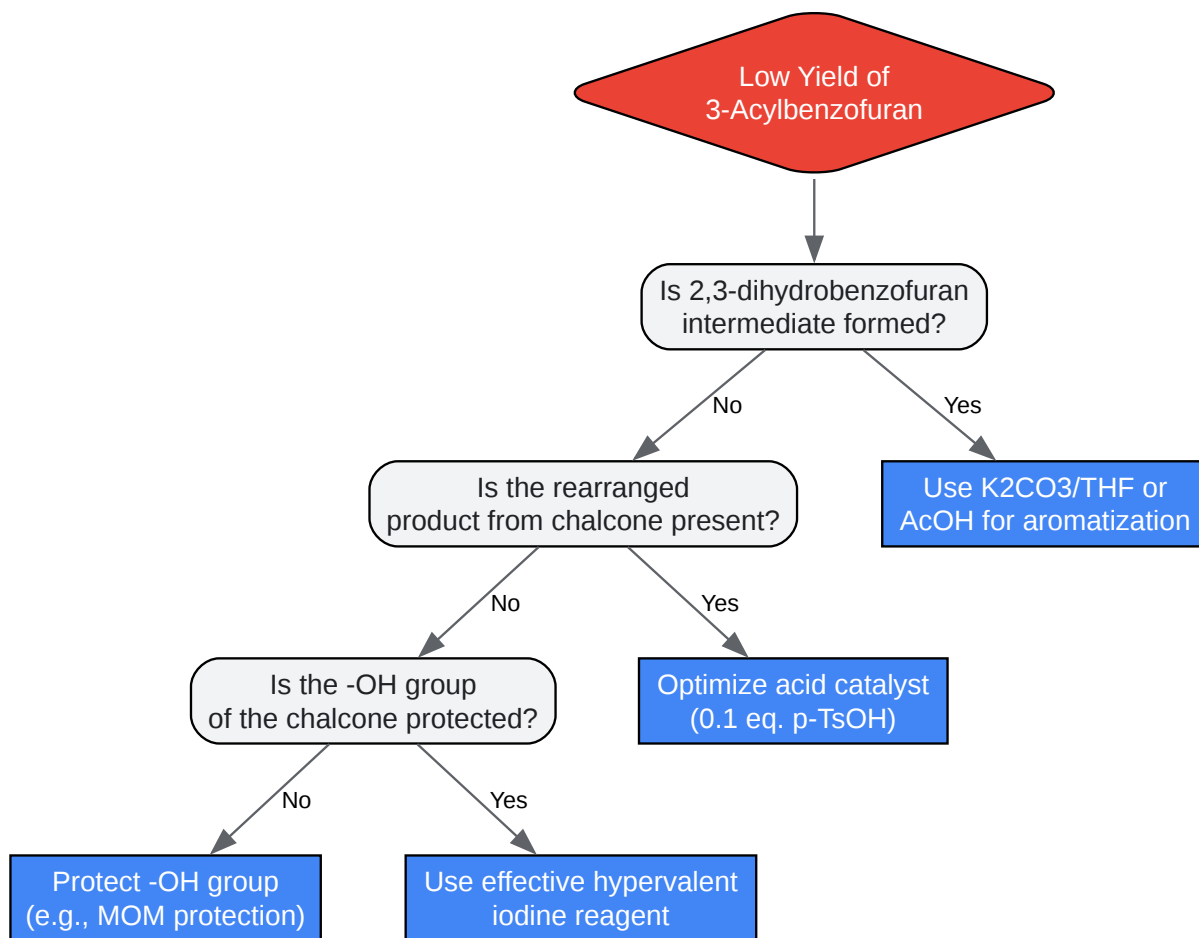 Low Yield of
3-Acylbenzofuran
Is 2,3-dihydrobenzofuran
intermediate formed?
No
Yes
Is the rearranged
product from chalcone present?
Use K2CO3/THF or
AcOH for aromatization
No
Yes
Is the -OH group
of the chalcone protected?
Optimize acid catalyst
(0.1 eq. p-TsOH)
No
Yes
Protect -OH group
(e.g., MOM protection)
Use effective hypervalent
iodine reagent